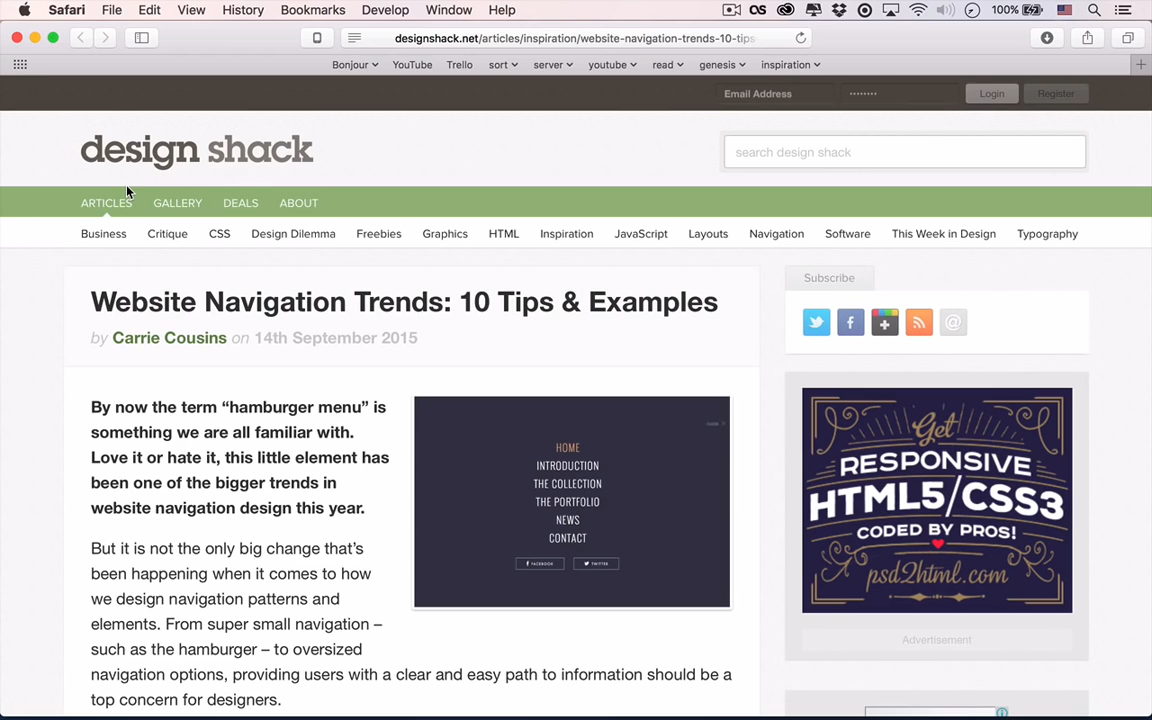 Safari File Edit View History Bookmarks Develop Window Help 100%
designshack.net/articles/inspiration/website-navigation-trends-10-tips
Bonjour YouTube Trello sort server youtube read genesis inspiration
Email Address •••••••• Login Register
design shack
search design shack
ARTICLES GALLERY DEALS ABOUT
Business Critique CSS Design Dilemma Freebies Graphics HTML Inspiration JavaScript Layouts Navigation Software This Week in Design Typography
Website Navigation Trends: 10 Tips & Examples
by Carrie Cousins on 14th September 2015
By now the term “hamburger menu” is
something we are all familiar with.
Love it or hate it, this little element has
been one of the bigger trends in
website navigation design this year.
But it is not the only big change that’s
been happening when it comes to how
we design navigation patterns and
elements. From super small navigation –
such as the hamburger – to oversized
navigation options, providing users with a clear and easy path to information should be a
top concern for designers.
HOME
INTRODUCTION
THE COLLECTION
THE PORTFOLIO
NEWS
CONTACT
FACEBOOK TWITTER
Subscribe
Get
RESPONSIVE
HTML5/CSS3
CODED BY PROS!
psd2html.com
Advertisement